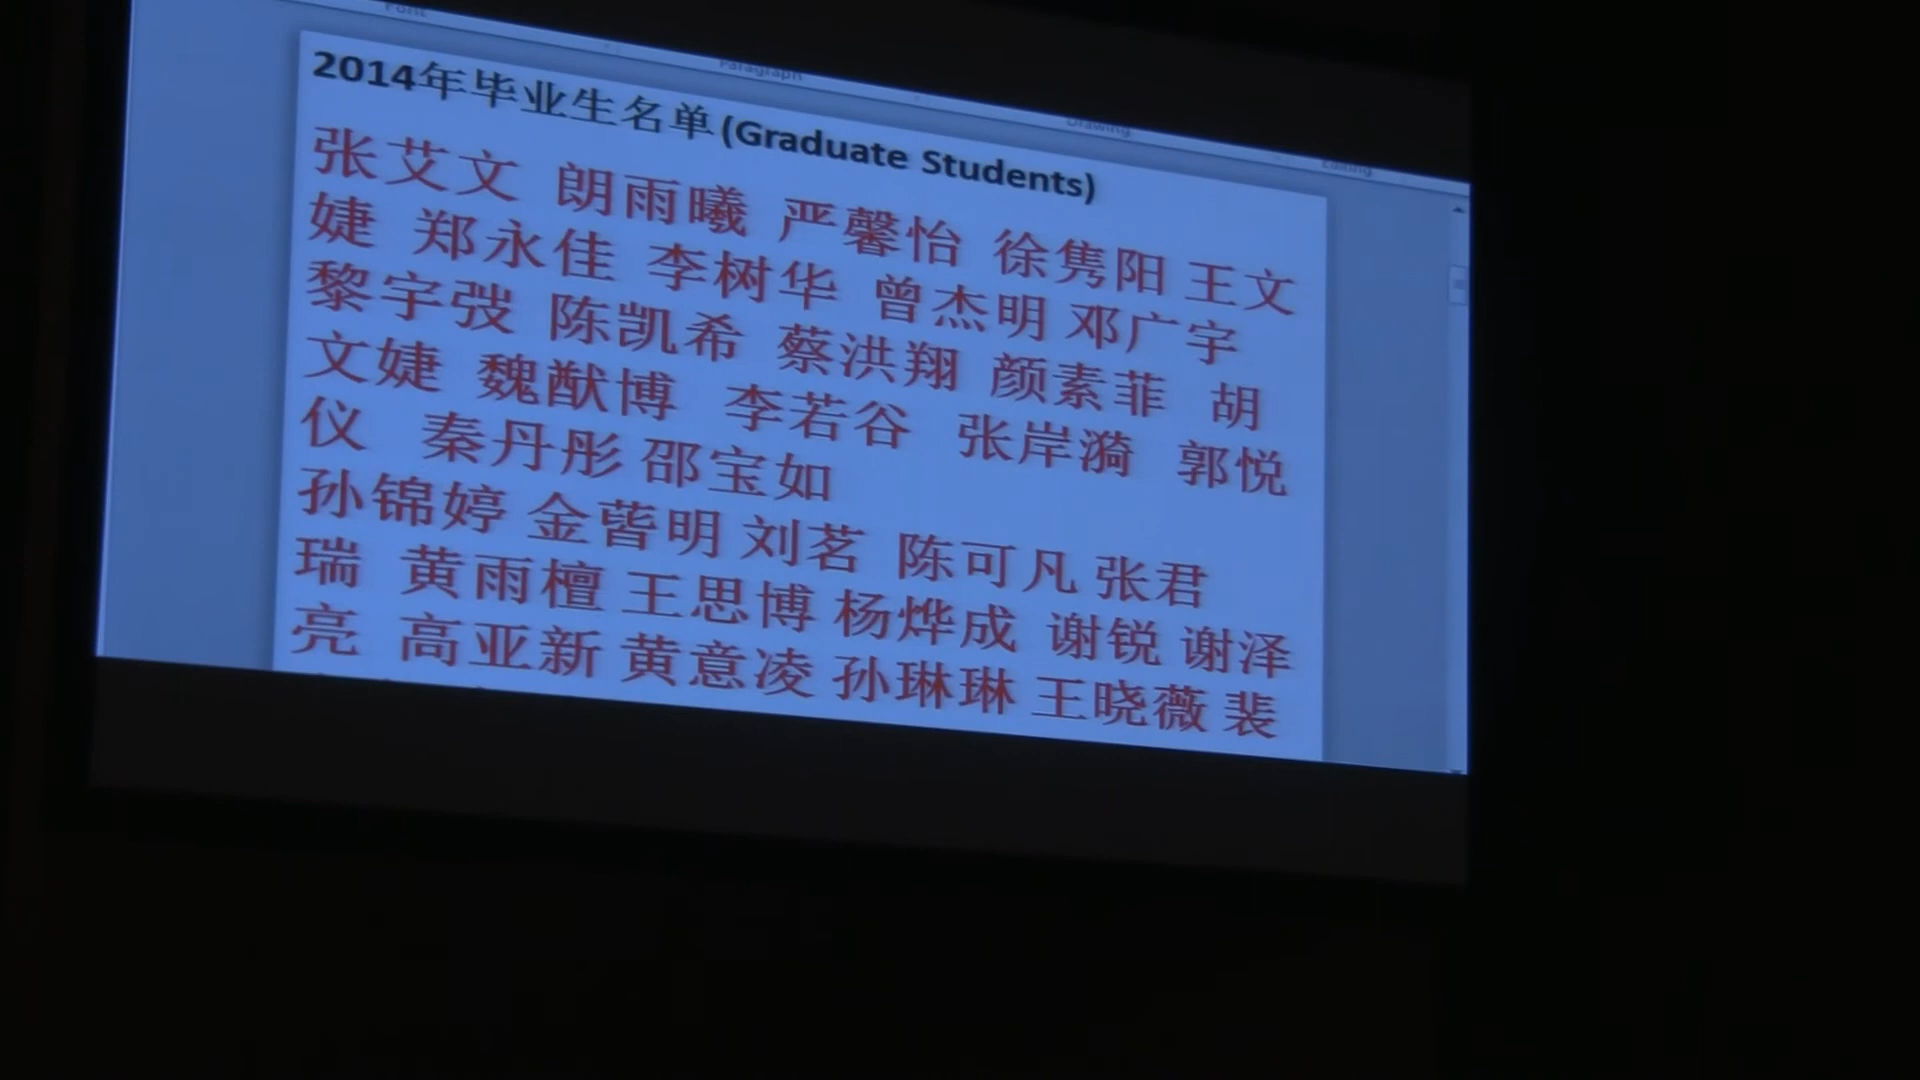 Font
Paragraph
Drawing
Editing
2014年毕业生名单(Graduate Students)
张艾文 朗雨曦 严馨怡 徐隽阳 王文
婕 郑永佳 李树华 曾杰明 邓广宇
黎宇弢 陈凯希 蔡洪翔 颜素菲 胡
文婕 魏猷博 李若谷 张岸漪 郭悦
仪 秦丹彤 邵宝如
孙锦婷 金蓥明 刘茗 陈可凡 张君
瑞 黄雨檀 王思博 杨烨成 谢锐 谢泽
亮 高亚新 黄意凌 孙琳琳 王晓薇 裴